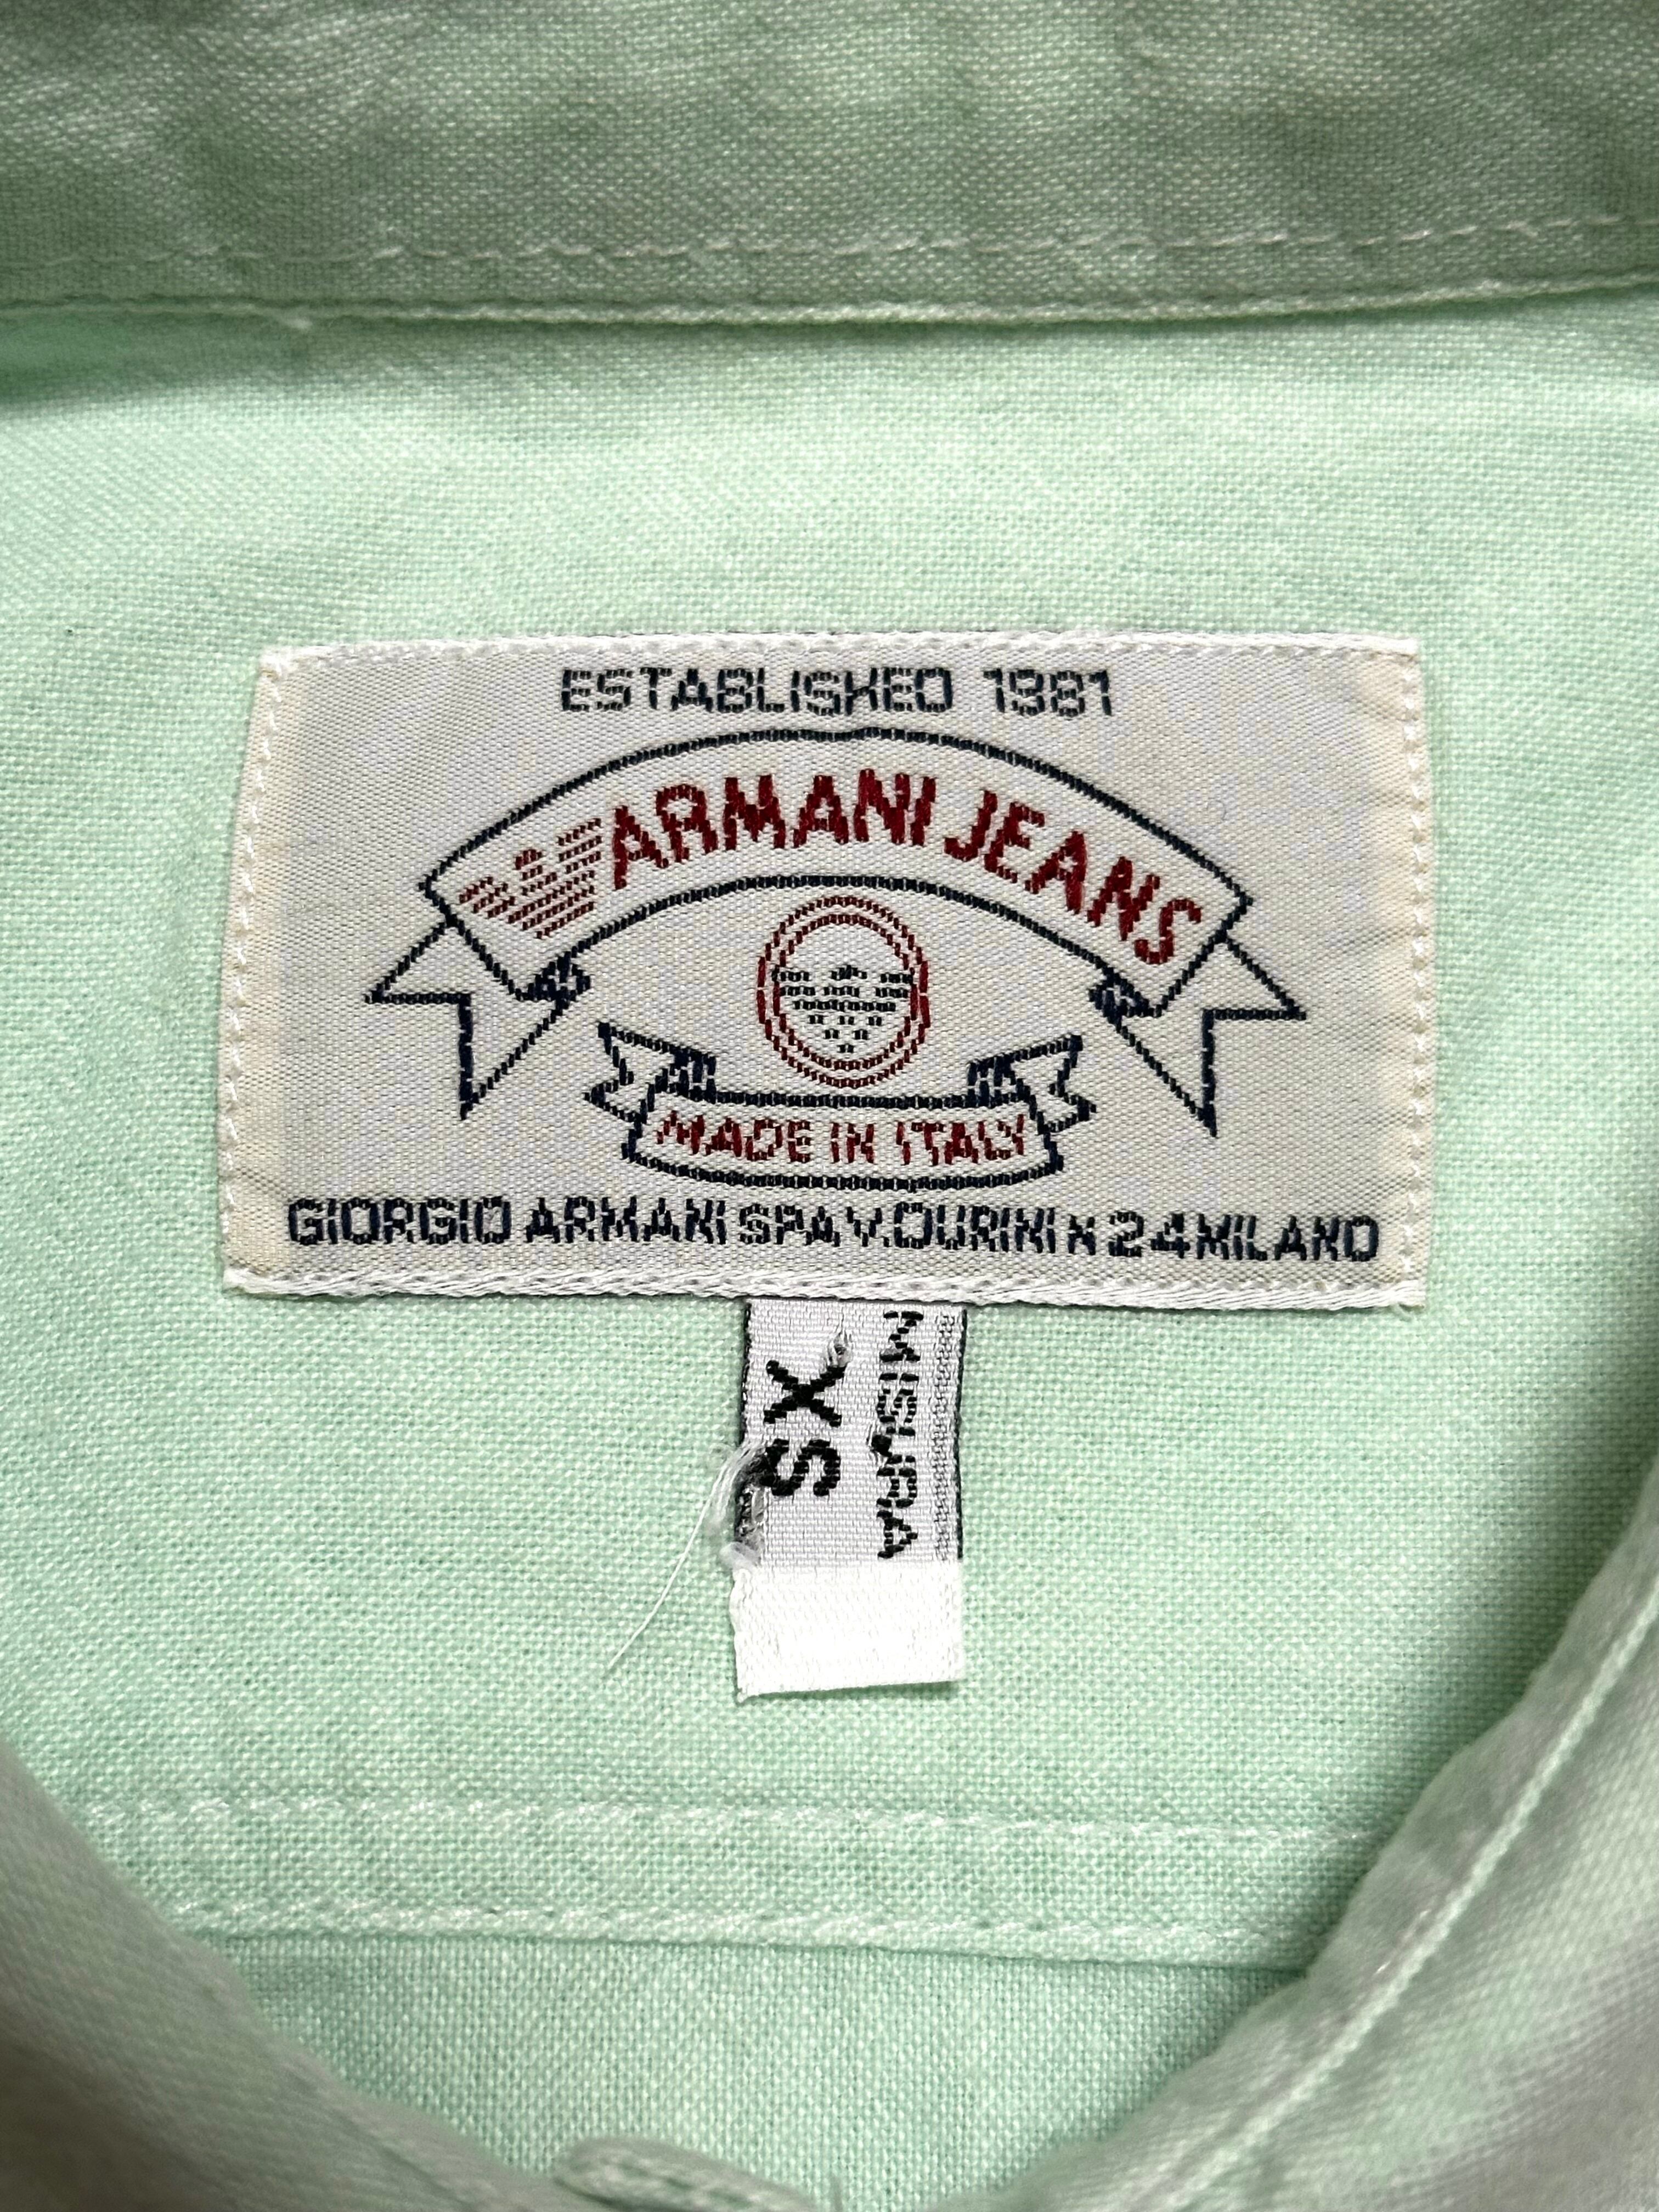 ESTABLISHED 1981
ARMANI JEANS
MADE IN ITALY
GIORGIO ARMANI SPA, V. DURINI N 24 MILANO
MISURA
XS